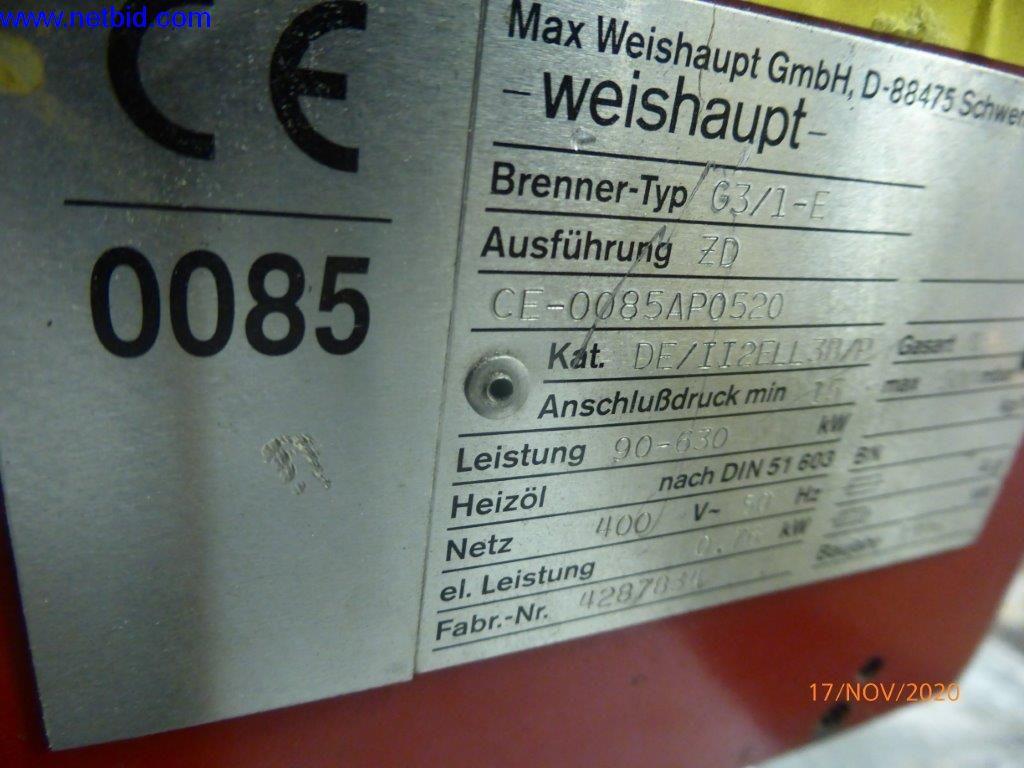 www.netbid.com
CE
0085
Max Weishaupt GmbH, D-88475
-weishaupt-
Brenner-Typ G3/1-E
Ausführung ZD
CE-0085AP0520
Kat. DE/II2ELL3B/P Gasart
Anschlußdruck min 15 max
Leistung 90-630 kW
Heizöl nach DIN 51 603
Netz 400 V~ 50 Hz
el. Leistung kW
Fabr.-Nr. Baujahr
17/NOV/2020